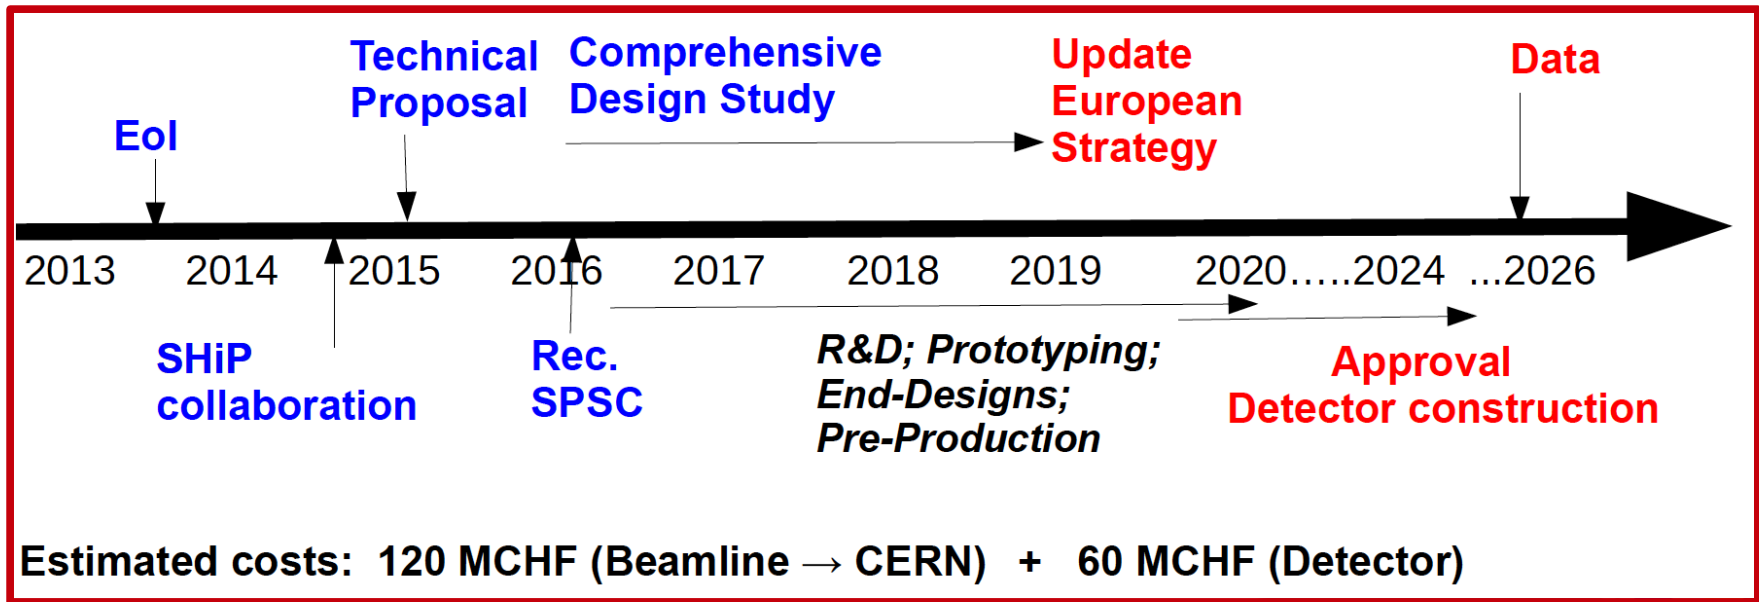 EoI
Technical
Proposal
Comprehensive
Design Study
Update
European
Strategy
Data
2013 2014 2015 2016 2017 2018 2019 2020.....2024 ...2026
SHiP
collaboration
Rec.
SPSC
R&D; Prototyping;
End-Designs;
Pre-Production
Approval
Detector construction
Estimated costs: 120 MCHF (Beamline → CERN) + 60 MCHF (Detector)